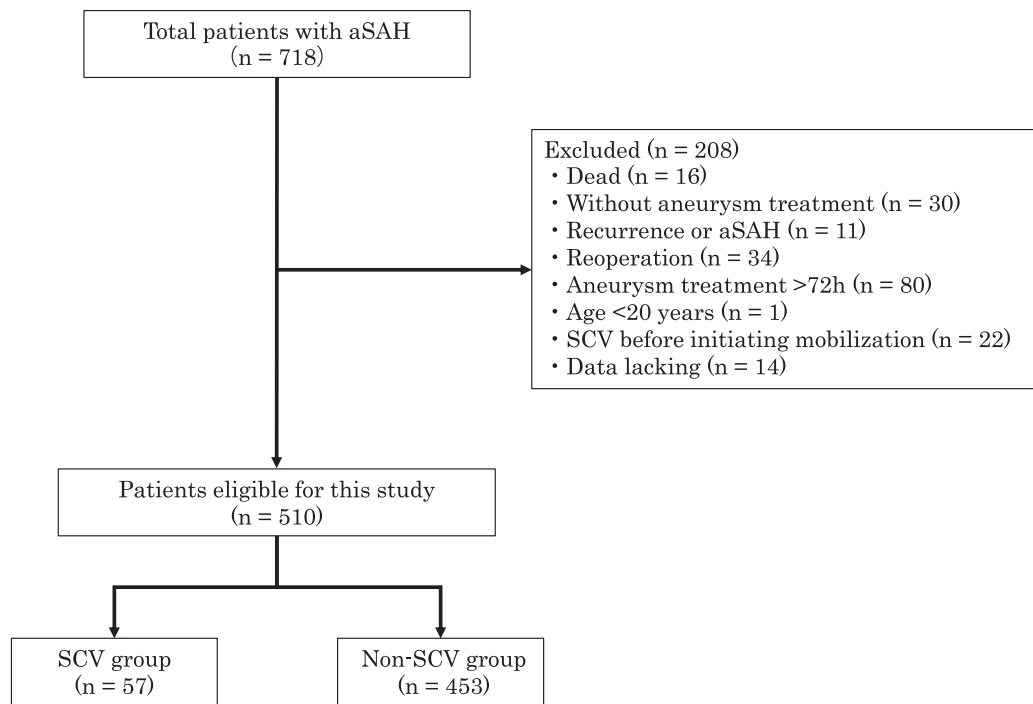 Total patients with aSAH
(n = 718)
Excluded (n = 208)
・Dead (n = 16)
・Without aneurysm treatment (n = 30)
・Recurrence or aSAH (n = 11)
・Reoperation (n = 34)
・Aneurysm treatment >72h (n = 80)
・Age <20 years (n = 1)
・SCV before initiating mobilization (n = 22)
・Data lacking (n = 14)
Patients eligible for this study
(n = 510)
SCV group
(n = 57)
Non-SCV group
(n = 453)